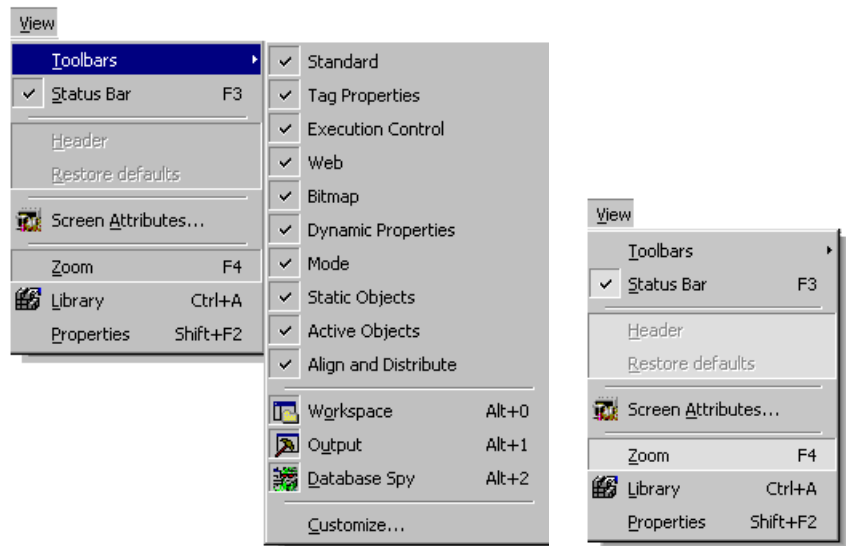 View
Toolbars
Status Bar F3
Header
Restore defaults
Screen Attributes...
Zoom F4
Library Ctrl+A
Properties Shift+F2
Standard
Tag Properties
Execution Control
Web
Bitmap
Dynamic Properties
Mode
Static Objects
Active Objects
Align and Distribute
Workspace Alt+0
Output Alt+1
Database Spy Alt+2
Customize...
View
Toolbars
Status Bar F3
Header
Restore defaults
Screen Attributes...
Zoom F4
Library Ctrl+A
Properties Shift+F2